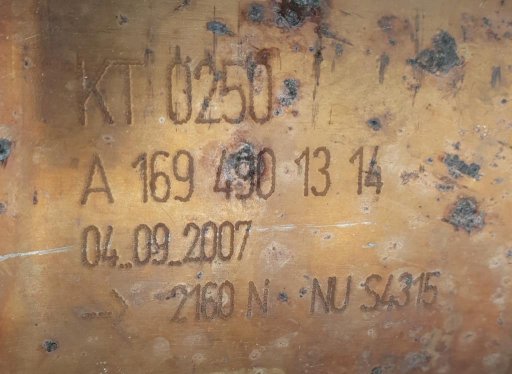 KT 0250
A 169 490 13 14
04_09_2007
--> 2160 N NU S4315